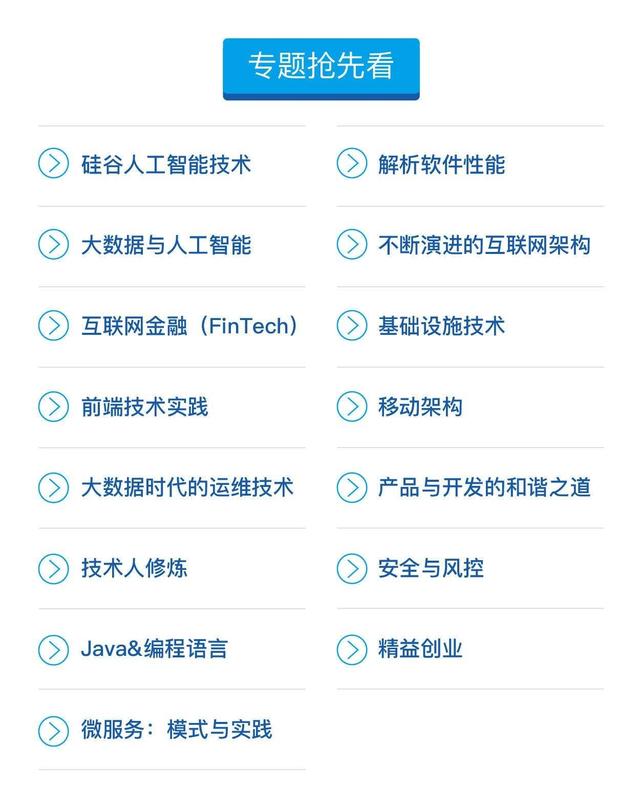 专题抢先看
硅谷人工智能技术
解析软件性能
大数据与人工智能
不断演进的互联网架构
互联网金融（FinTech）
基础设施技术
前端技术实践
移动架构
大数据时代的运维技术
产品与开发的和谐之道
技术人修炼
安全与风控
Java&编程语言
精益创业
微服务：模式与实践